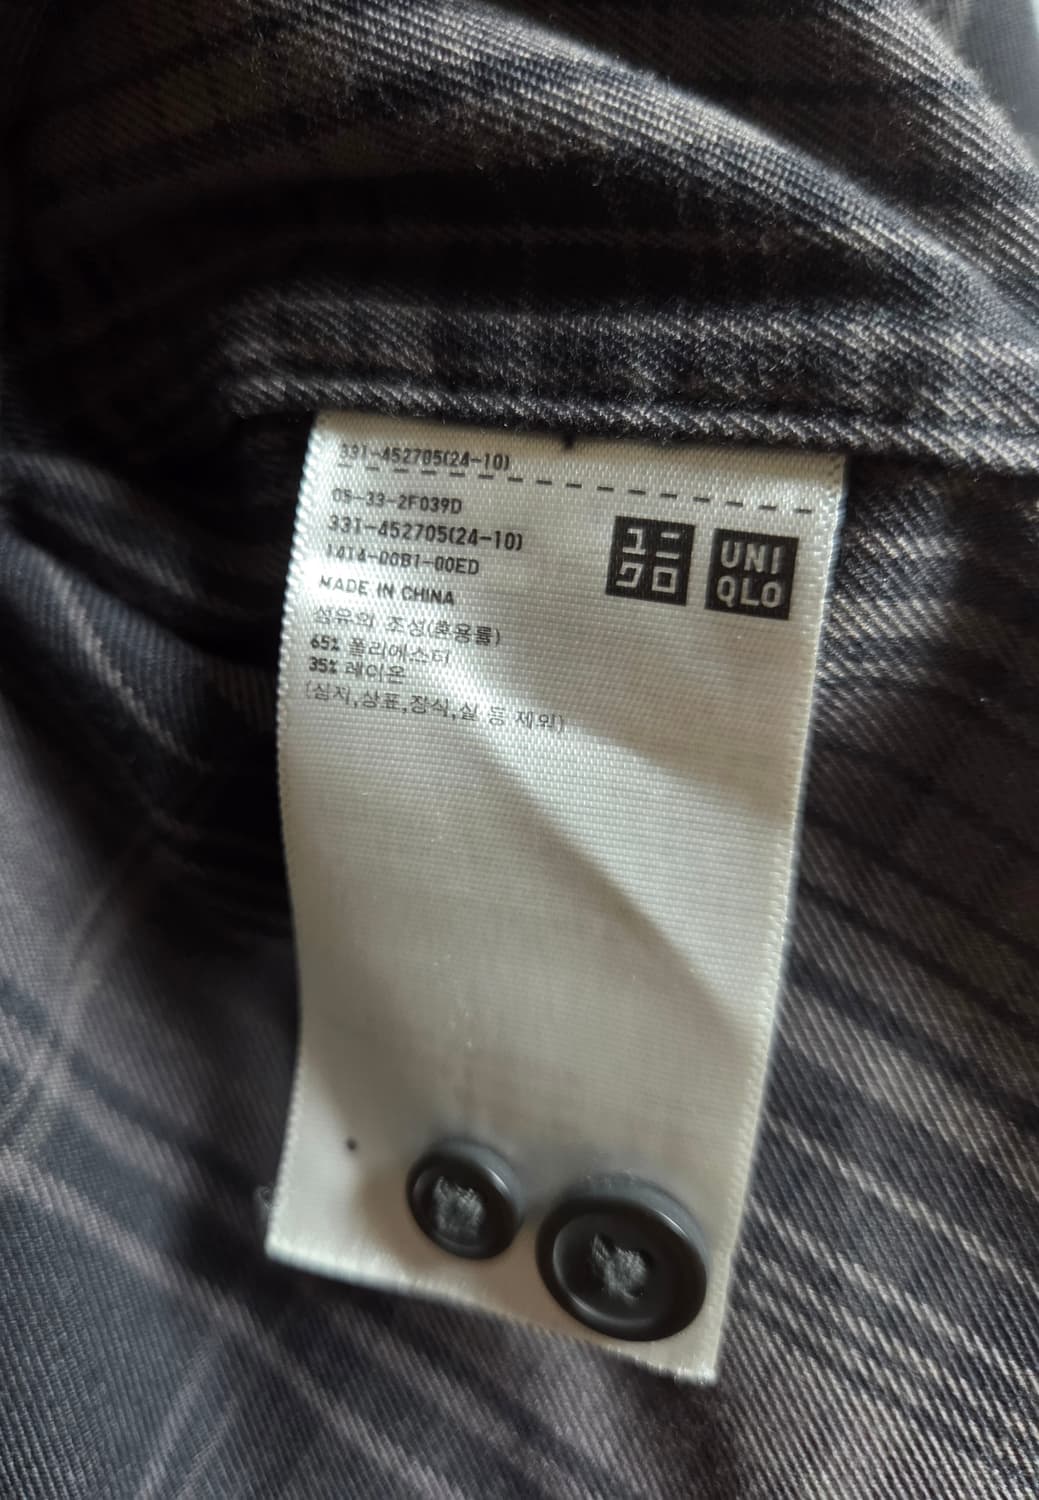 331-452705(24-10)
05-33-2F039D
331-452705(24-10)
1414-00B1-00ED
MADE IN CHINA
섬유의 조성(혼용률)
65% 폴리에스터
35% 레이온
(심지,상표,장식,실 등 제외)
ユニ
クロ
UNI
QLO